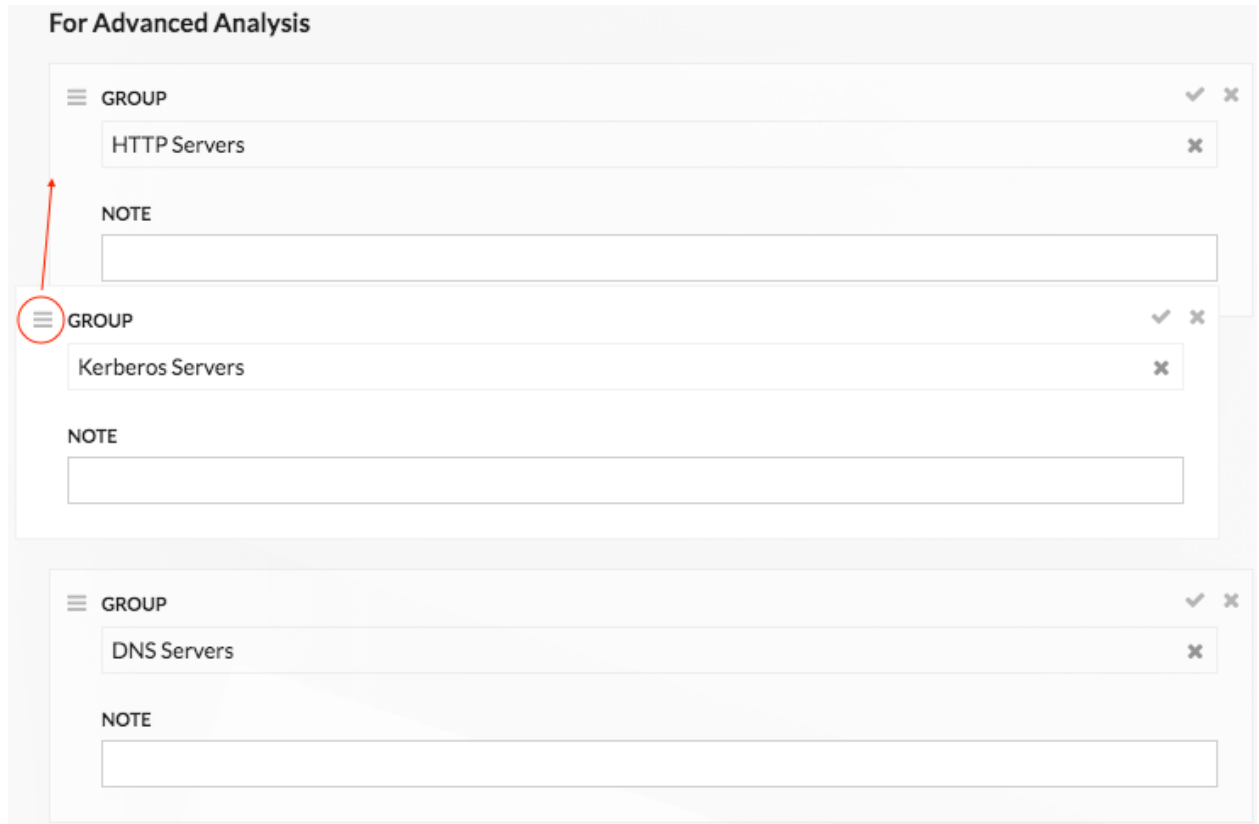 For Advanced Analysis
GROUP
HTTP Servers
NOTE
GROUP
Kerberos Servers
NOTE
GROUP
DNS Servers
NOTE